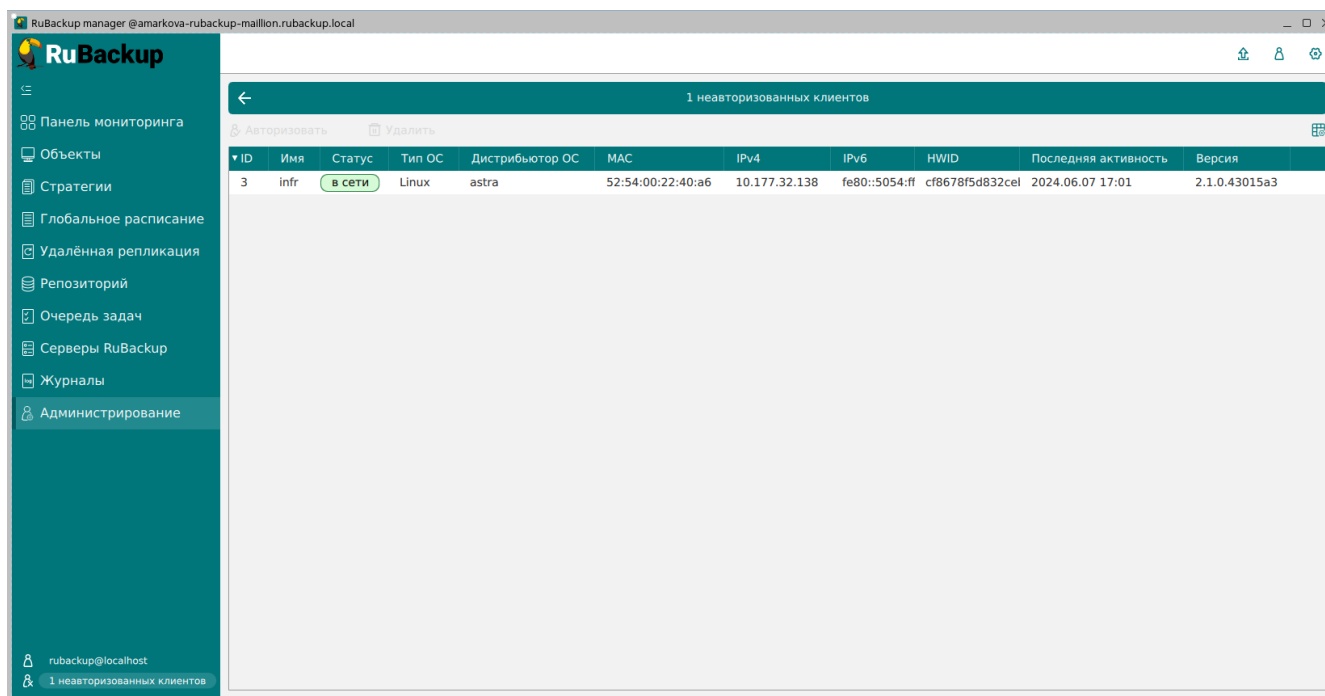 RuBackup manager @amarkova-rubackup-maillion.rubackup.local
RuBackup
1 неавторизованных клиентов
Панель мониторинга
Объекты
Стратегии
Глобальное расписание
Удалённая репликация
Репозиторий
Очередь задач
Серверы RuBackup
Журналы
Администрирование
Авторизовать Удалить
ID Имя Статус Тип ОС Дистрибьютор ОС MAC IPv4 IPv6 HWID Последняя активность Версия
3 infr в сети Linux astra 52:54:00:22:40:a6 10.177.32.138 fe80::5054:ff cf8678f5d832cel 2024.06.07 17:01 2.1.0.43015a3
rubackup@localhost
1 неавторизованных клиентов